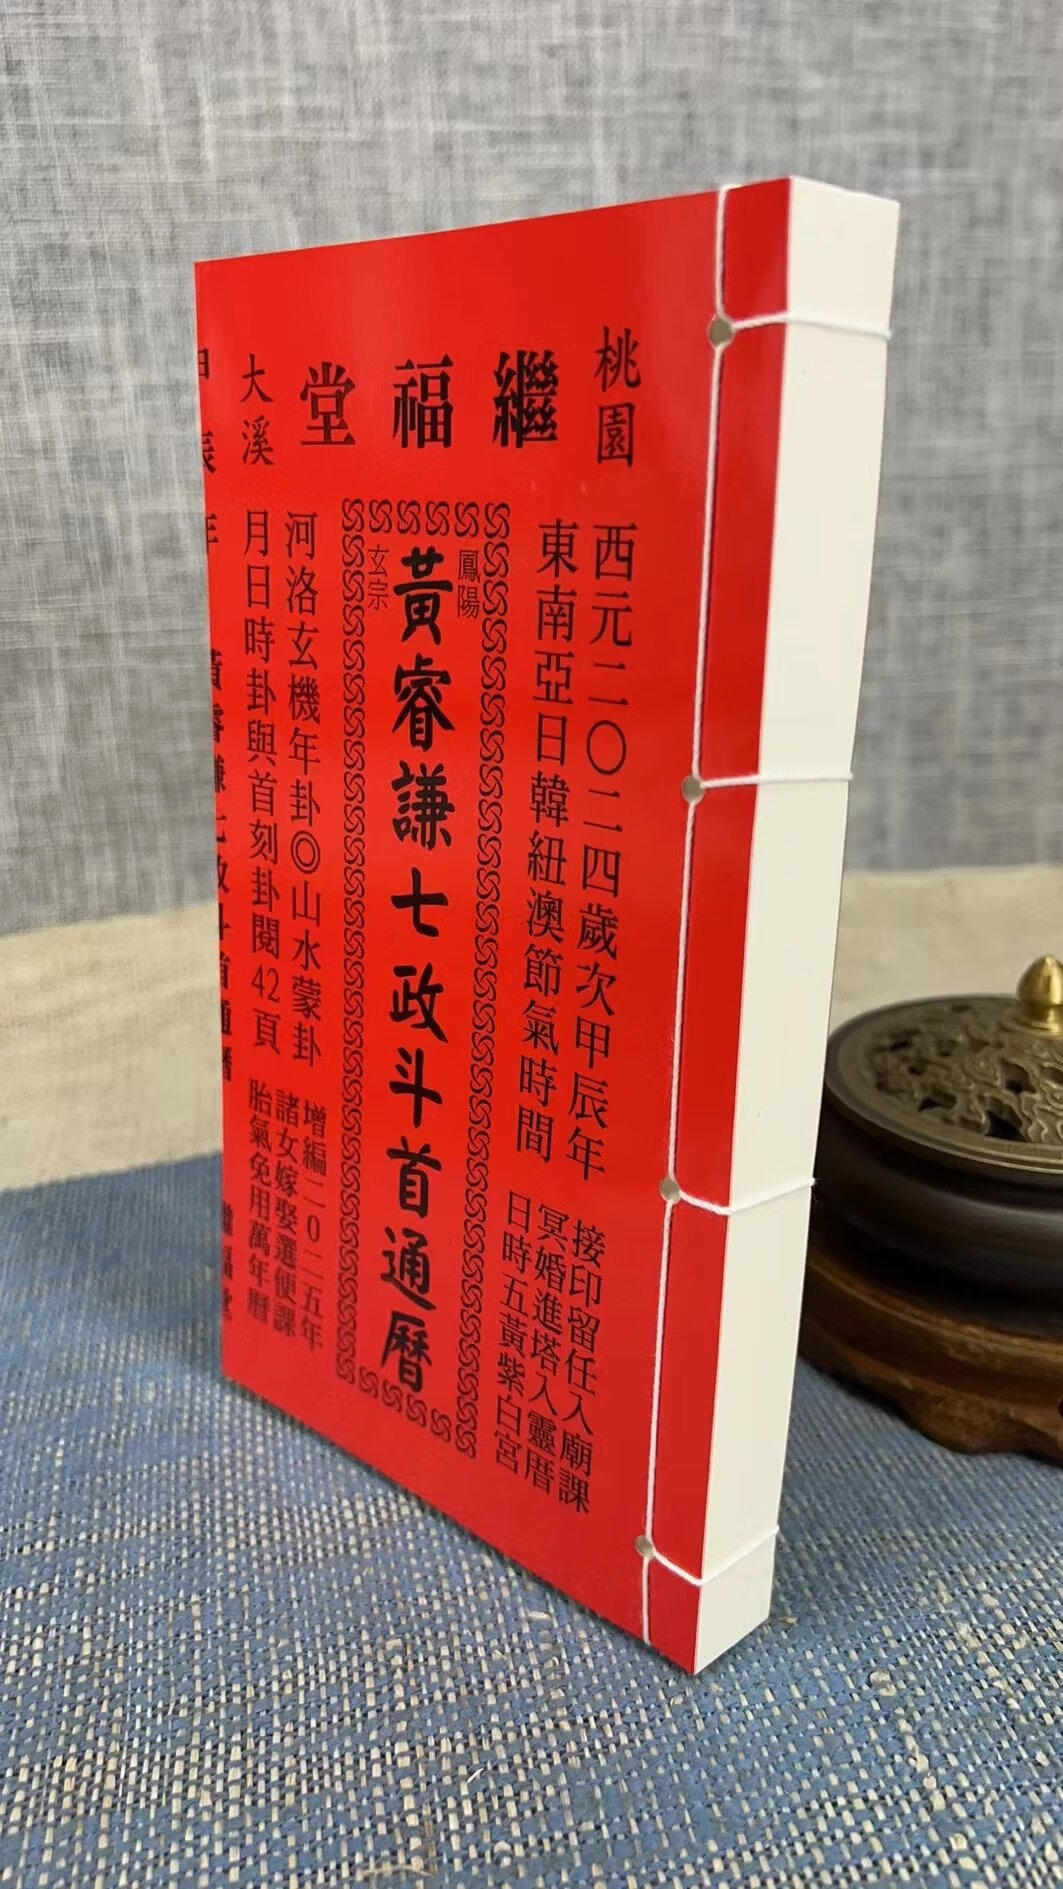 桃園
繼福堂
大溪
西元二〇二四歲次甲辰年
東南亞日韓紐澳節氣時間
接印留任入廟課
冥婚進塔入靈厝
日時五黃紫白宮
鳳陽
黃睿謙七政斗首通曆
玄宗
河洛玄機年卦◎山水蒙卦
月日時卦與首刻卦閱42頁
增編二0二五年
諸女嫁娶選便課
胎氣免用萬年曆